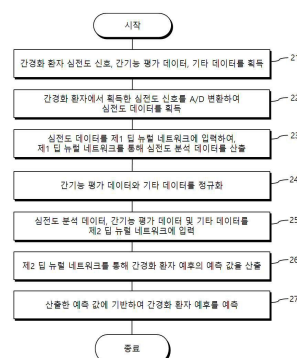 시작
간경화 환자 심전도 신호, 간기능 평가 데이터, 기타 데이터를 획득
21
간경화 환자에서 획득한 심전도 신호를 A/D 변환하여
심전도 데이터를 획득
22
심전도 데이터를 제1 딥 뉴럴 네트워크에 입력하여,
제1 딥 뉴럴 네트워크를 통해 심전도 분석 데이터를 산출
23
간기능 평가 데이터와 기타 데이터를 정규화
24
심전도 분석 데이터, 간기능 평가 데이터 및 기타 데이터를
제2 딥 뉴럴 네트워크에 입력
25
제2 딥 뉴럴 네트워크를 통해 간경화 환자 예후의 예측 값을 산출
26
산출한 예측 값에 기반하여 간경화 환자 예후를 예측
27
종료